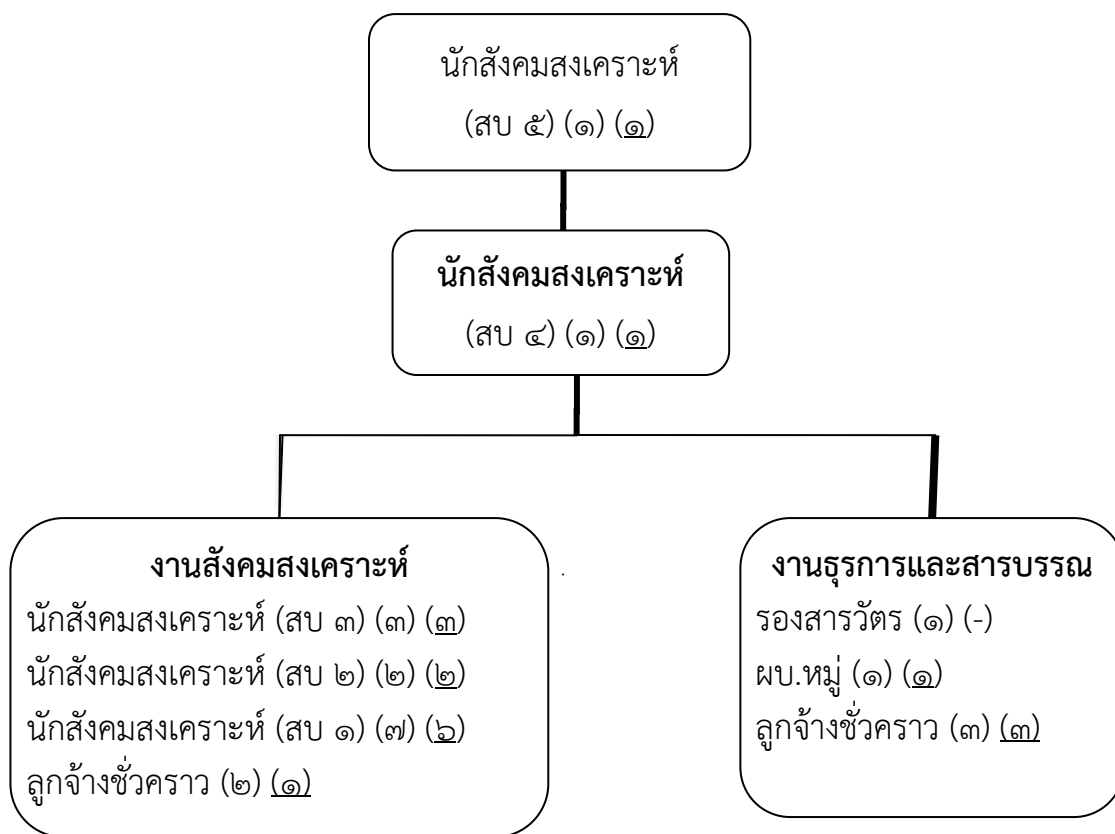 นักสังคมสงเคราะห์
(สบ ๕) (๑) (๑)
นักสังคมสงเคราะห์
(สบ ๔) (๑) (๑)
งานสังคมสงเคราะห์
นักสังคมสงเคราะห์ (สบ ๓) (๓) (๓)
นักสังคมสงเคราะห์ (สบ ๒) (๒) (๒)
นักสังคมสงเคราะห์ (สบ ๑) (๗) (๖)
ลูกจ้างชั่วคราว (๒) (๑)
งานธุรการและสารบรรณ
รองสารวัตร (๑) (-)
ผบ.หมู่ (๑) (๑)
ลูกจ้างชั่วคราว (๓) (๓)